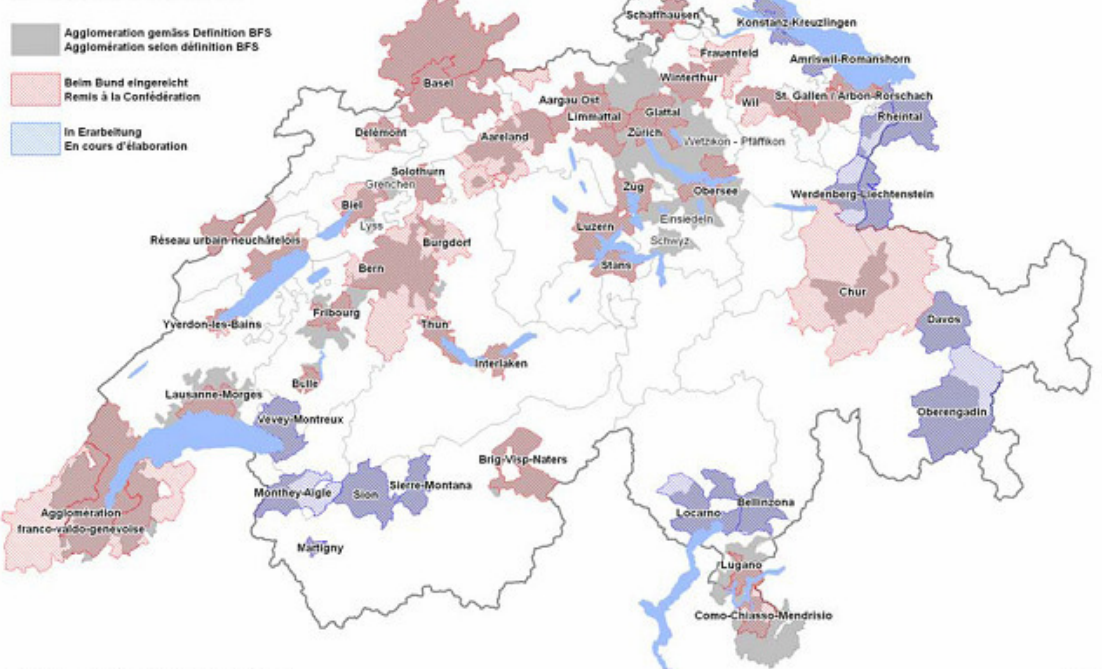 Agglomeration gemäss Definition BFS
Agglomération selon définition BFS
Beim Bund eingereicht
Remis à la Confédération
In Erarbeitung
En cours d'élaboration
Schaffhausen
Konstanz-Kreuzlingen
Frauenfeld
Amriswil-Romanshorn
Basel
Winterthur
Aargau Ost
Wil
St. Gallen / Arbon-Rorschach
Limmattal
Glattal
Rheintal
Delémont
Aareland
Zürich
Wetzikon - Pfäffikon
Solothurn
Grenchen
Zug
Obersee
Werdenberg-Liechtenstein
Biel
Einsiedeln
Lyss
Luzern
Réseau urbain neuchâtelois
Burgdorf
Schwyz
Bern
Stans
Chur
Fribourg
Davos
Yverdon-les-Bains
Thun
Interlaken
Bulle
Lausanne-Morges
Oberengadin
Vevey-Montreux
Brig-Visp-Naters
Sierre-Montana
Monthey-Aigle
Sion
Bellinzona
Locarno
Agglomération
franco-valdo-genevoise
Martigny
Lugano
Como-Chiasso-Mendrisio